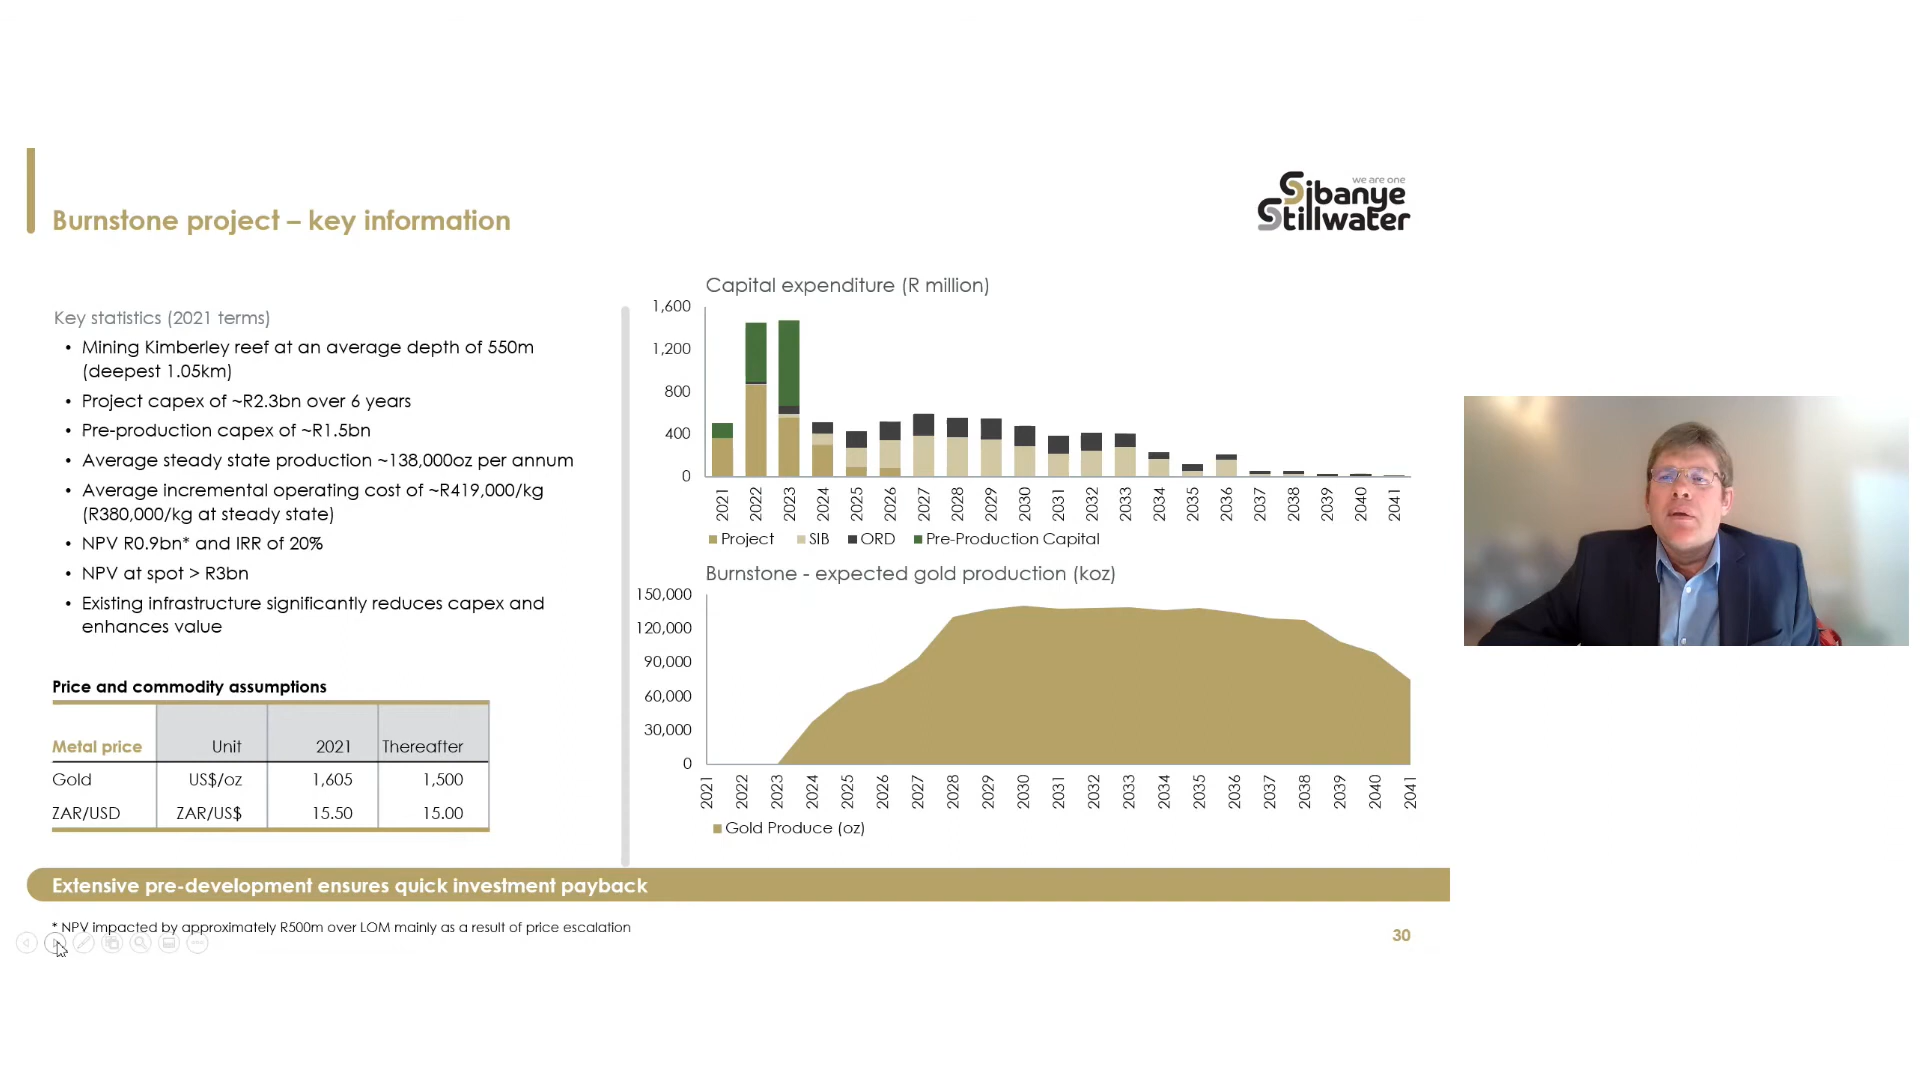 we are one
Sibanye
Stillwater
Burnstone project – key information
Key statistics (2021 terms)
• Mining Kimberley reef at an average depth of 550m
(deepest 1.05km)
• Project capex of ~R2.3bn over 6 years
• Pre-production capex of ~R1.5bn
• Average steady state production ~138,000oz per annum
• Average incremental operating cost of ~R419,000/kg
(R380,000/kg at steady state)
• NPV R0.9bn* and IRR of 20%
• NPV at spot > R3bn
• Existing infrastructure significantly reduces capex and
enhances value
Price and commodity assumptions
Metal price Unit 2021 Thereafter
Gold US$/oz 1,605 1,500
ZAR/USD ZAR/US$ 15.50 15.00
Capital expenditure (R million)
1,600
1,200
800
400
0
2021 2022 2023 2024 2025 2026 2027 2028 2029 2030 2031 2032 2033 2034 2035 2036 2037 2038 2039 2040 2041
Project SIB ORD Pre-Production Capital
Burnstone - expected gold production (koz)
150,000
120,000
90,000
60,000
30,000
0
2021 2022 2023 2024 2025 2026 2027 2028 2029 2030 2031 2032 2033 2034 2035 2036 2037 2038 2039 2040 2041
Gold Produce (oz)
Extensive pre-development ensures quick investment payback
* NPV impacted by approximately R500m over LOM mainly as a result of price escalation
30